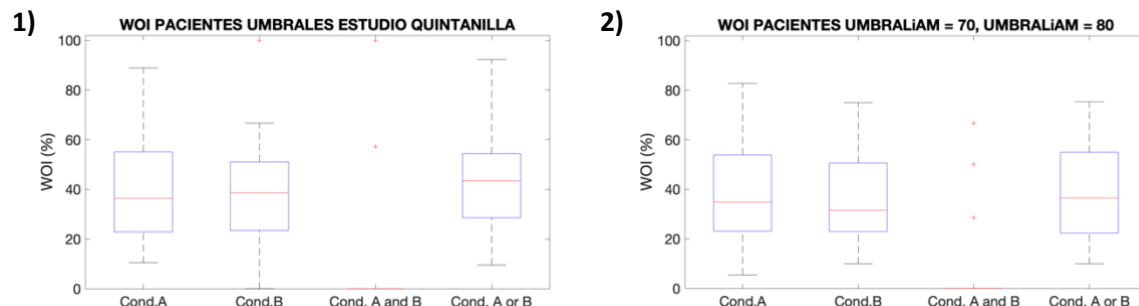 1)
WOI PACIENTES UMBRALES ESTUDIO QUINTANILLA
100
80
60
40
20
0
WOI (%)
Cond.A
Cond.B
Cond. A and B
Cond. A or B
2)
WOI PACIENTES UMBRALiAM = 70, UMBRALiAM = 80
100
80
60
40
20
0
WOI (%)
Cond.A
Cond.B
Cond. A and B
Cond. A or B